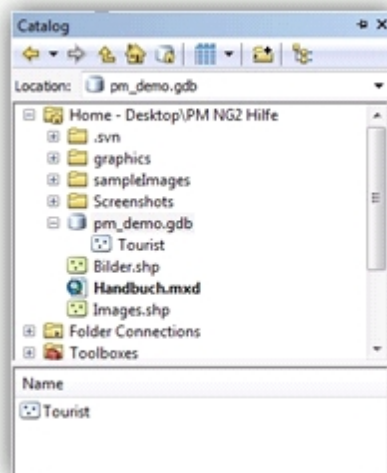 Catalog
Location: pm_demo.gdb
Home - Desktop\PM NG2 Hilfe
.svn
graphics
sampleImages
Screenshots
pm_demo.gdb
Tourist
Bilder.shp
Handbuch.mxd
Images.shp
Folder Connections
Toolboxes
Name
Tourist